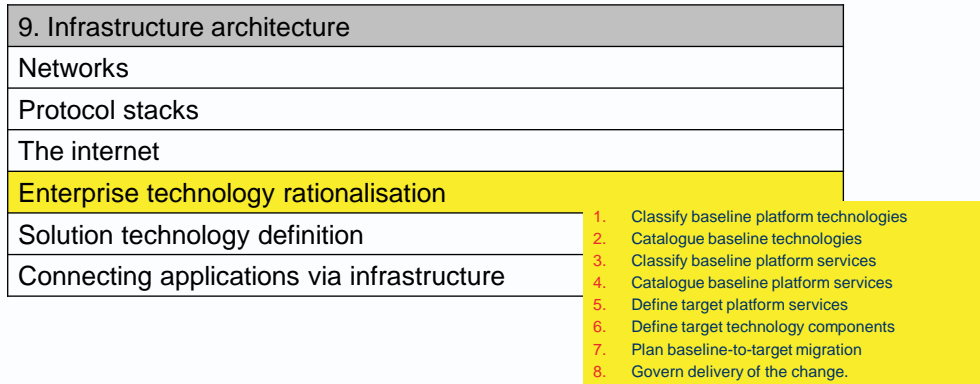 9. Infrastructure architecture
Networks
Protocol stacks
The internet
Enterprise technology rationalisation
Solution technology definition
Connecting applications via infrastructure
1. Classify baseline platform technologies
2. Catalogue baseline technologies
3. Classify baseline platform services
4. Catalogue baseline platform services
5. Define target platform services
6. Define target technology components
7. Plan baseline-to-target migration
8. Govern delivery of the change.